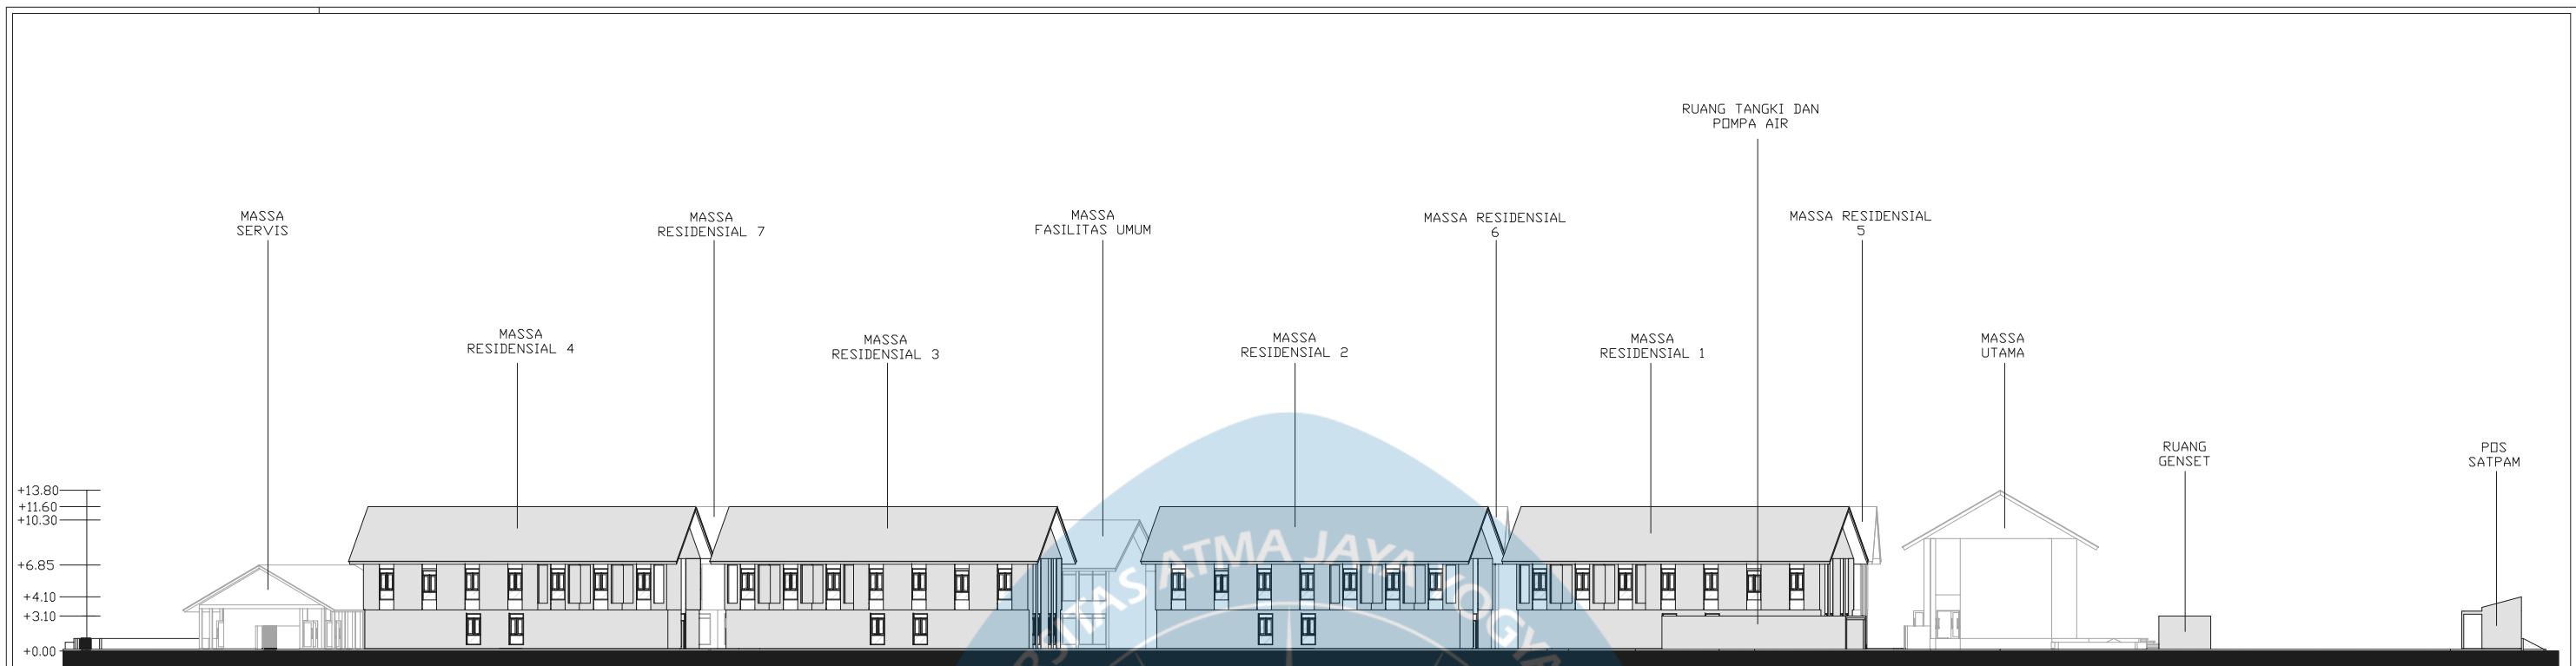 RUANG TANGKI DAN
POMPA AIR
MASSA
SERVIS
MASSA
RESIDENSIAL 7
MASSA
FASILITAS UMUM
MASSA RESIDENSIAL
6
MASSA RESIDENSIAL
5
MASSA
RESIDENSIAL 4
MASSA
RESIDENSIAL 3
MASSA
RESIDENSIAL 2
MASSA
RESIDENSIAL 1
MASSA
UTAMA
RUANG
GENSET
POS
SATPAM
+13.80
+11.60
+10.30
+6.85
+4.10
+3.10
+0.00
ATMA JAYA